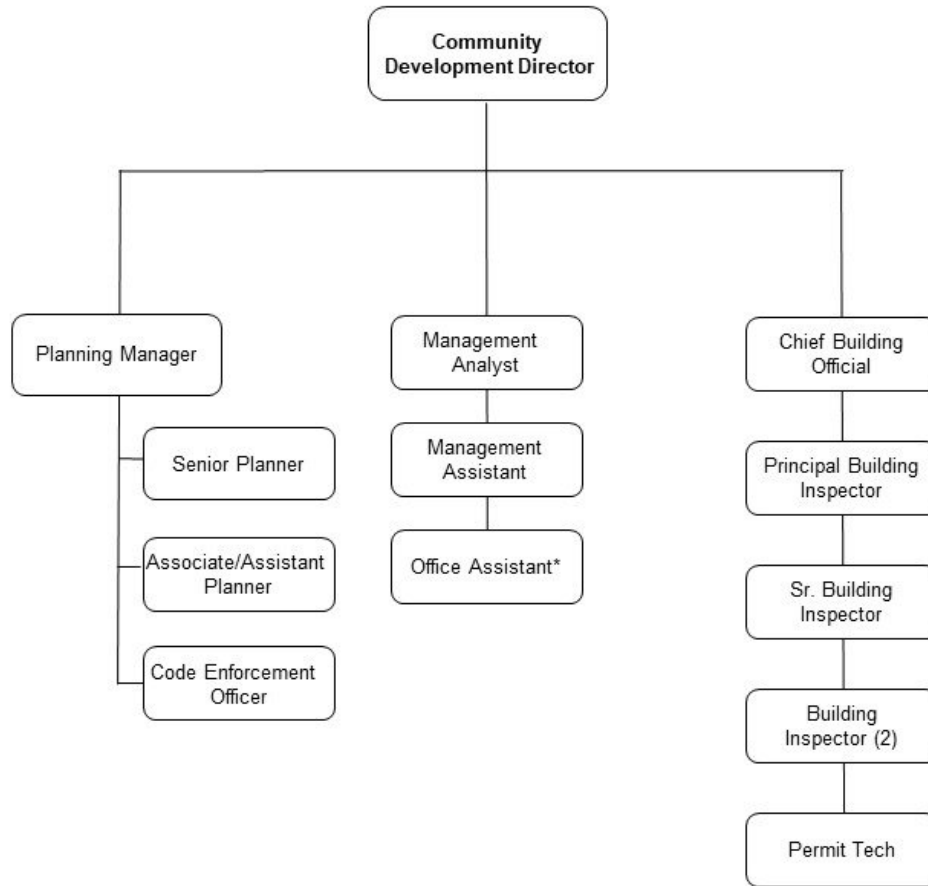 Community
Development Director
Planning Manager
Senior Planner
Associate/Assistant
Planner
Code Enforcement
Officer
Management
Analyst
Management
Assistant
Office Assistant*
Chief Building
Official
Principal Building
Inspector
Sr. Building
Inspector
Building
Inspector (2)
Permit Tech